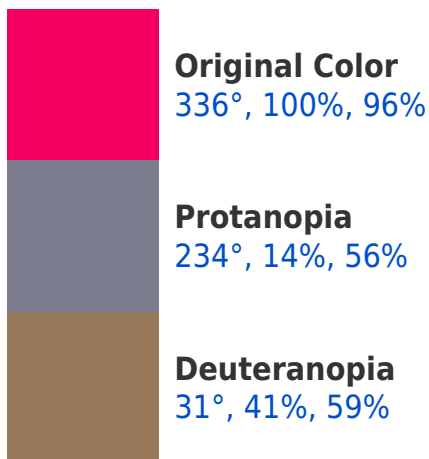 Original Color
336°, 100%, 96%
Protanopia
234°, 14%, 56%
Deuteranopia
31°, 41%, 59%